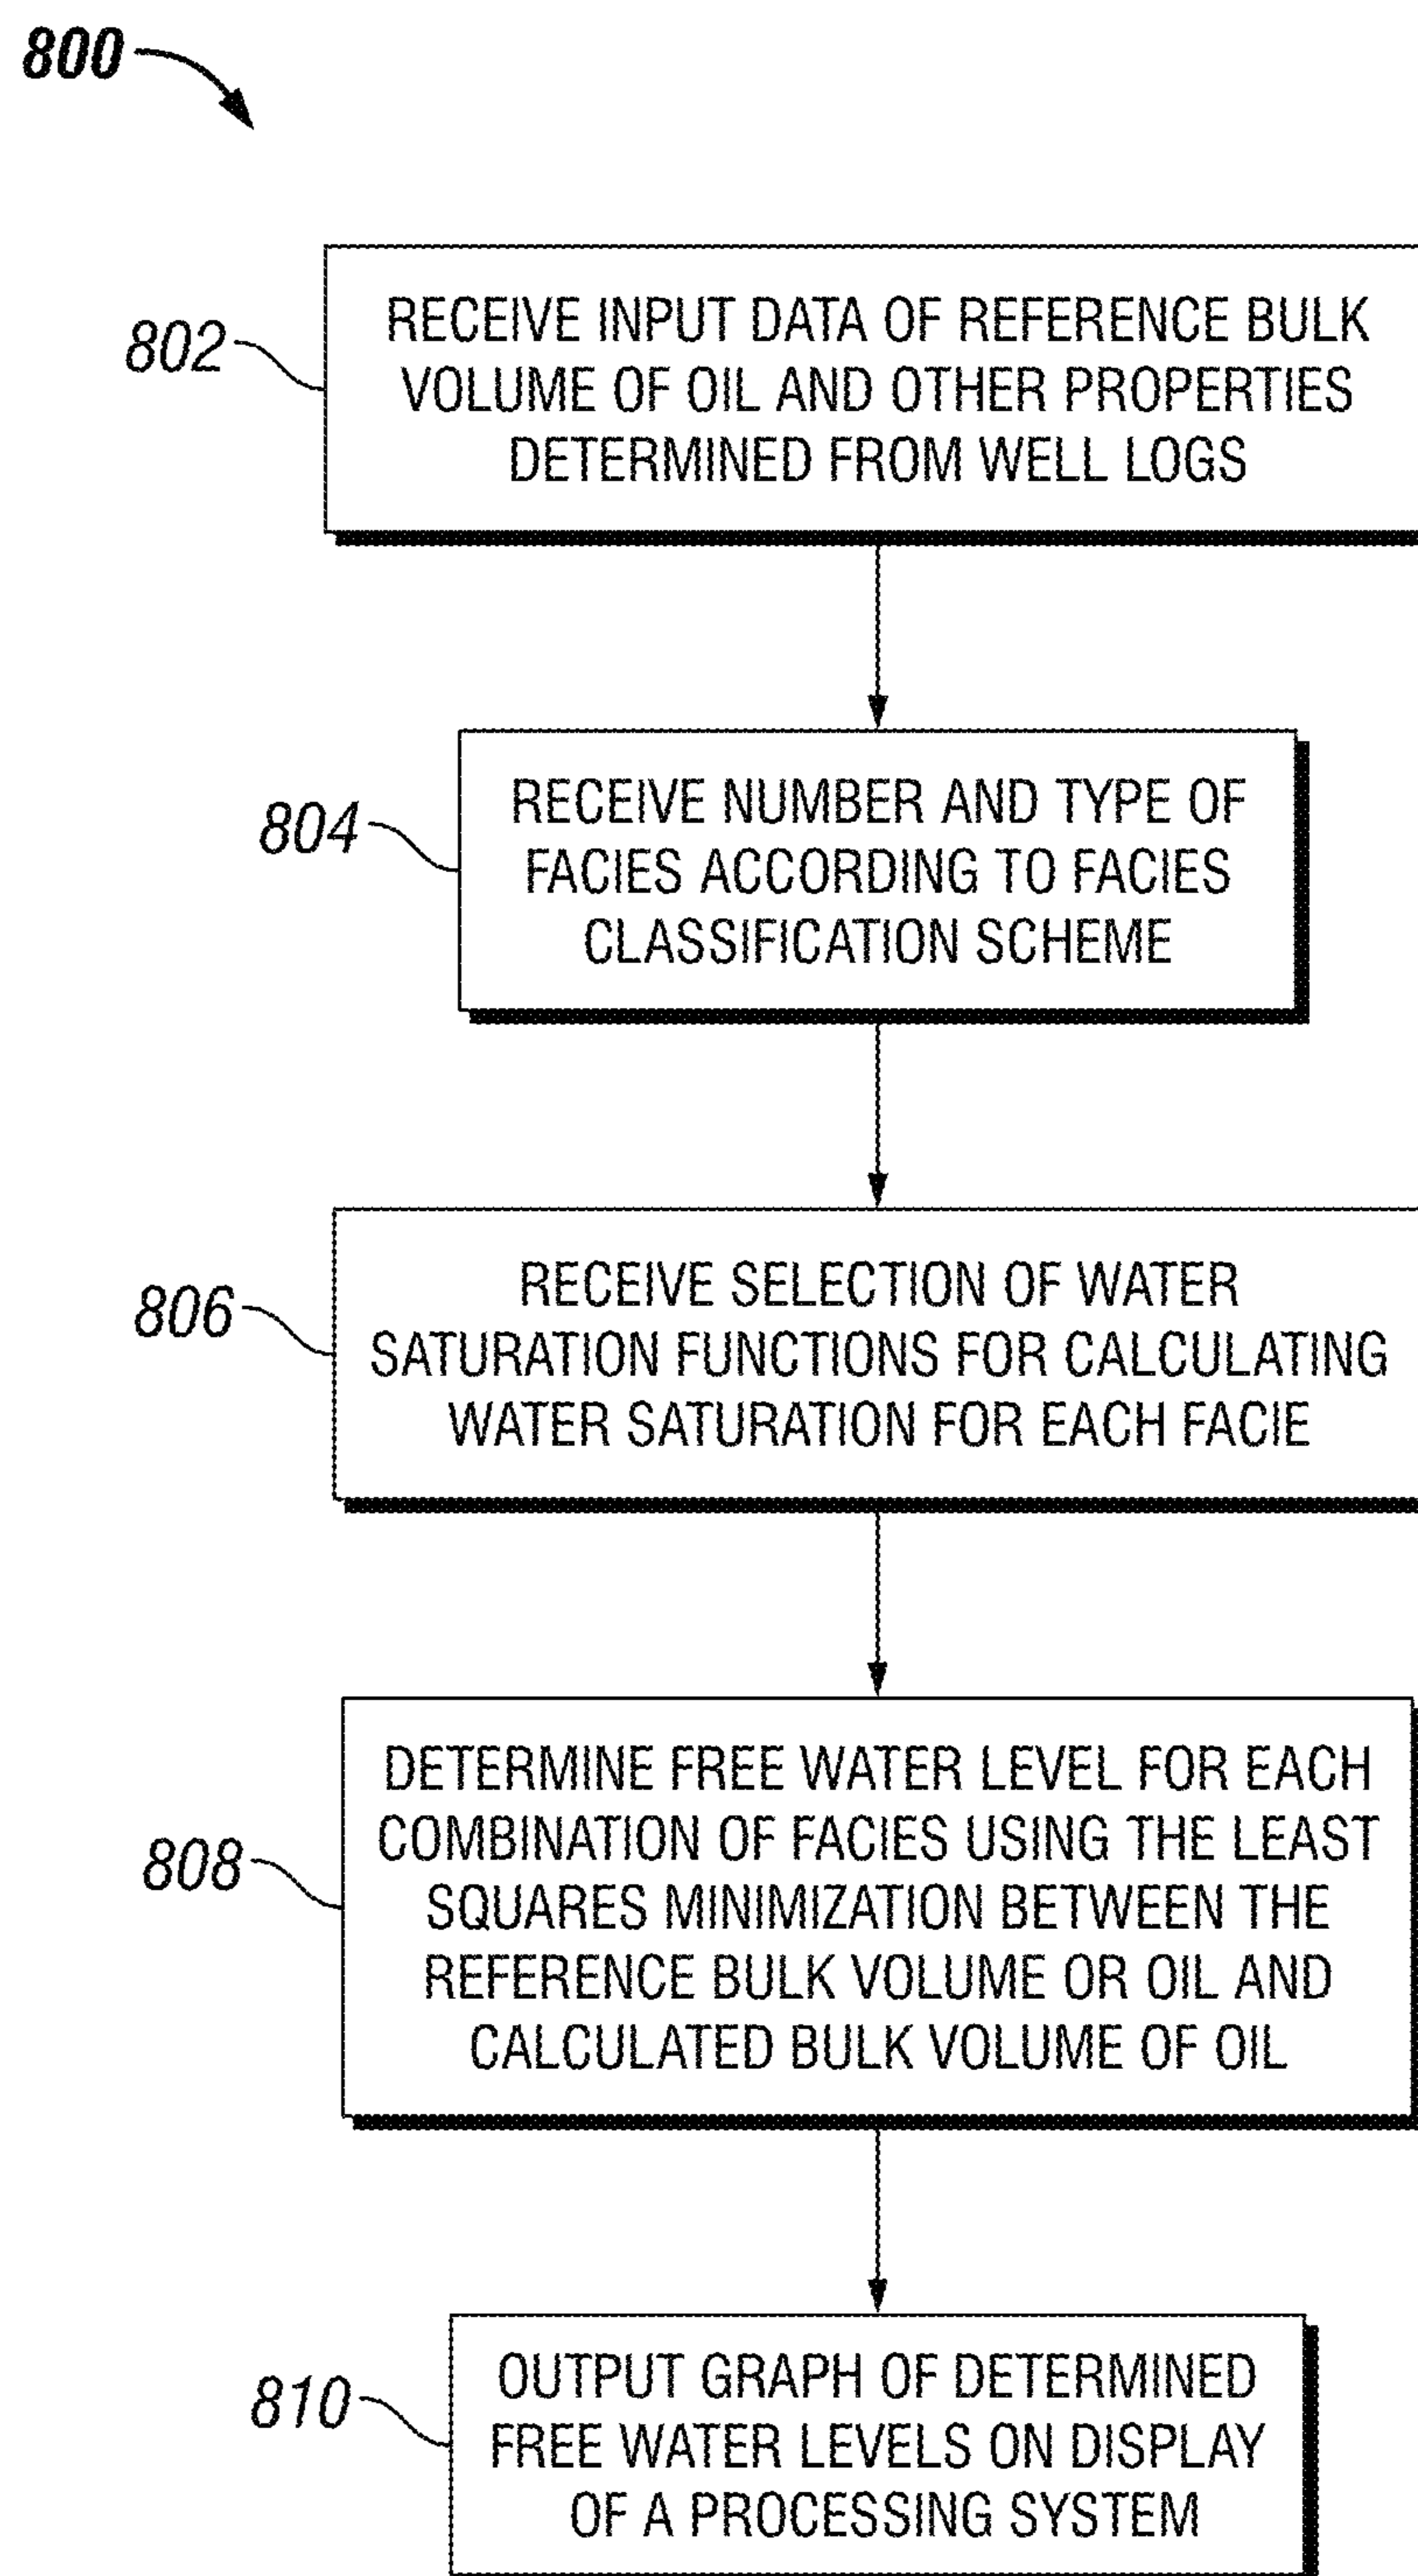 800
802
RECEIVE INPUT DATA OF REFERENCE BULK
VOLUME OF OIL AND OTHER PROPERTIES
DETERMINED FROM WELL LOGS
804
RECEIVE NUMBER AND TYPE OF
FACIES ACCORDING TO FACIES
CLASSIFICATION SCHEME
806
RECEIVE SELECTION OF WATER
SATURATION FUNCTIONS FOR CALCULATING
WATER SATURATION FOR EACH FACIE
808
DETERMINE FREE WATER LEVEL FOR EACH
COMBINATION OF FACIES USING THE LEAST
SQUARES MINIMIZATION BETWEEN THE
REFERENCE BULK VOLUME OR OIL AND
CALCULATED BULK VOLUME OF OIL
810
OUTPUT GRAPH OF DETERMINED
FREE WATER LEVELS ON DISPLAY
OF A PROCESSING SYSTEM